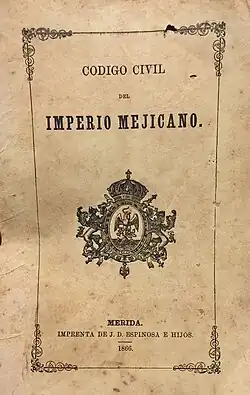 CODIGO CIVIL
DEL
IMPERIO MEJICANO.
MERIDA.
IMPRENTA DE J. D. ESPINOSA E HIJOS.
1866.